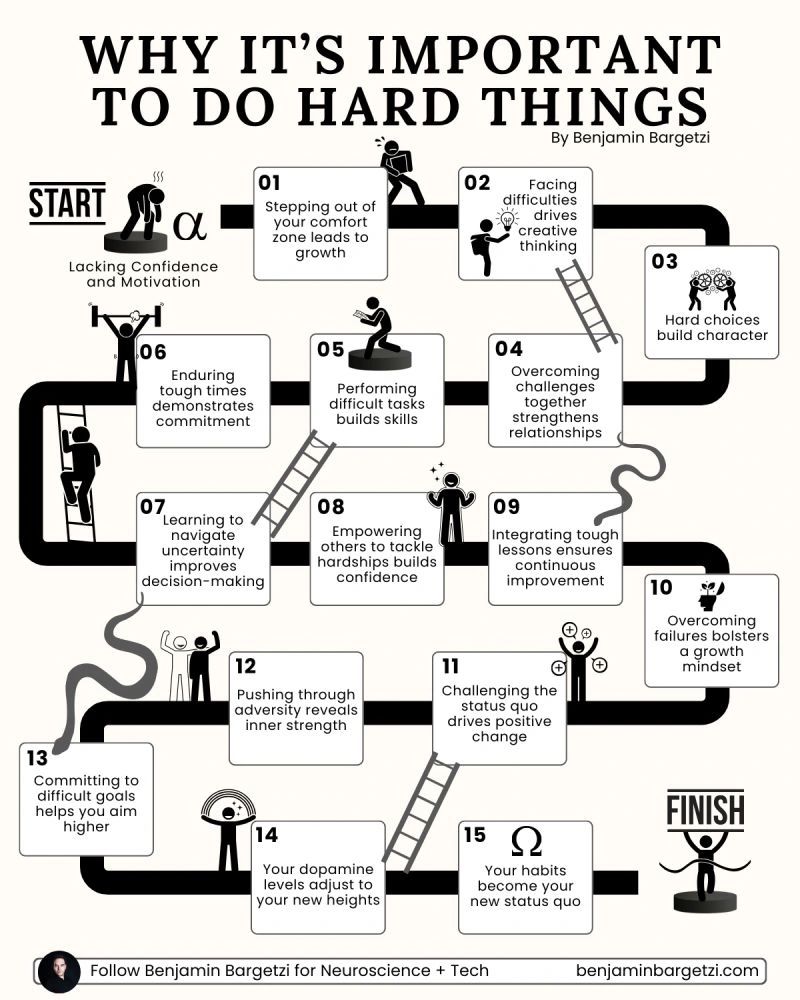 WHY IT’S IMPORTANT
TO DO HARD THINGS
By Benjamin Bargetzi
START
α
Lacking Confidence
and Motivation
01
Stepping out of
your comfort
zone leads to
growth
02
Facing
difficulties
drives
creative
thinking
03
Hard choices
build character
04
Overcoming
challenges
together
strengthens
relationships
05
Performing
difficult tasks
builds skills
06
Enduring
tough times
demonstrates
commitment
07
Learning to
navigate
uncertainty
improves
decision-making
08
Empowering
others to tackle
hardships builds
confidence
09
Integrating tough
lessons ensures
continuous
improvement
10
Overcoming
failures bolsters
a growth
mindset
11
Challenging the
status quo
drives positive
change
12
Pushing through
adversity reveals
inner strength
13
Committing to
difficult goals
helps you aim
higher
14
Your dopamine
levels adjust to
your new heights
15
Ω
Your habits
become your
new status quo
FINISH
Follow Benjamin Bargetzi for Neuroscience + Tech
benjaminbargetzi.com